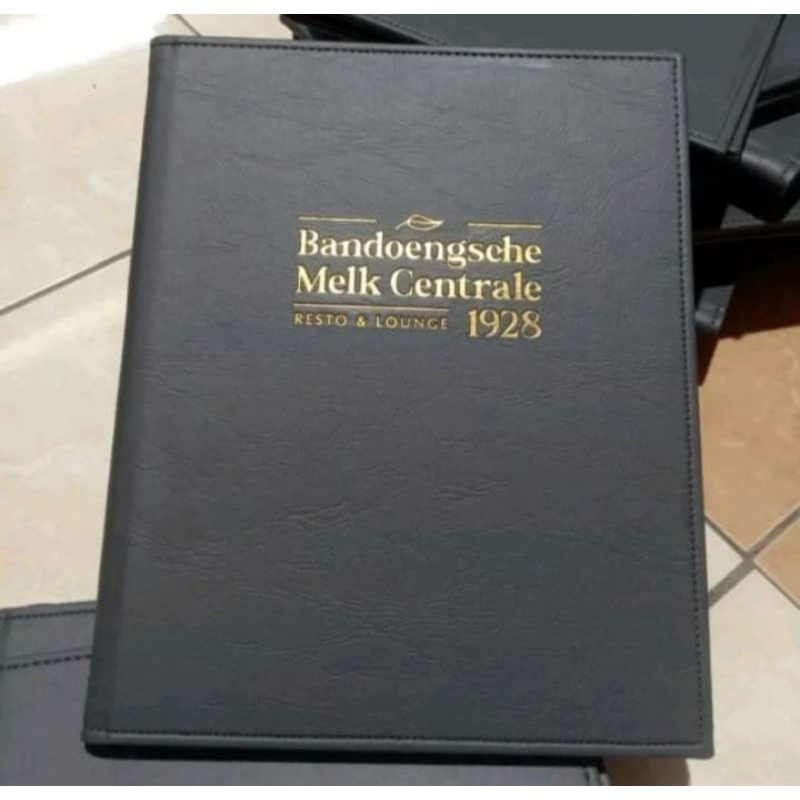 Bandoengsche
Melk Centrale
RESTO & LOUNGE 1928